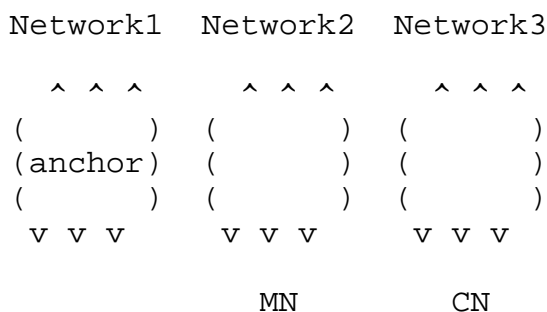 Network1 Network2 Network3
^ ^ ^ ^ ^ ^ ^ ^ ^
( ) ( ) ( )
(anchor) ( ) ( )
( ) ( ) ( )
v v v v v v v v v
MN CN